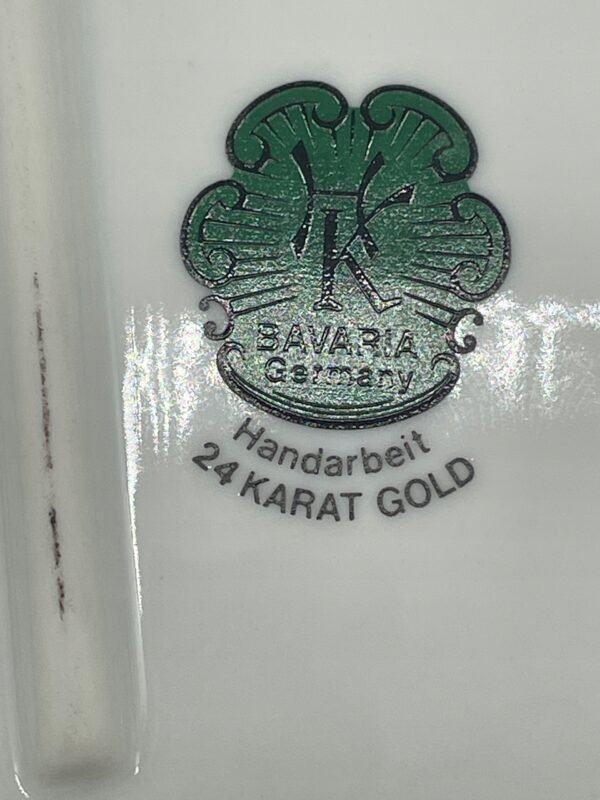 BAVARIA
Germany
Handarbeit
24 KARAT GOLD